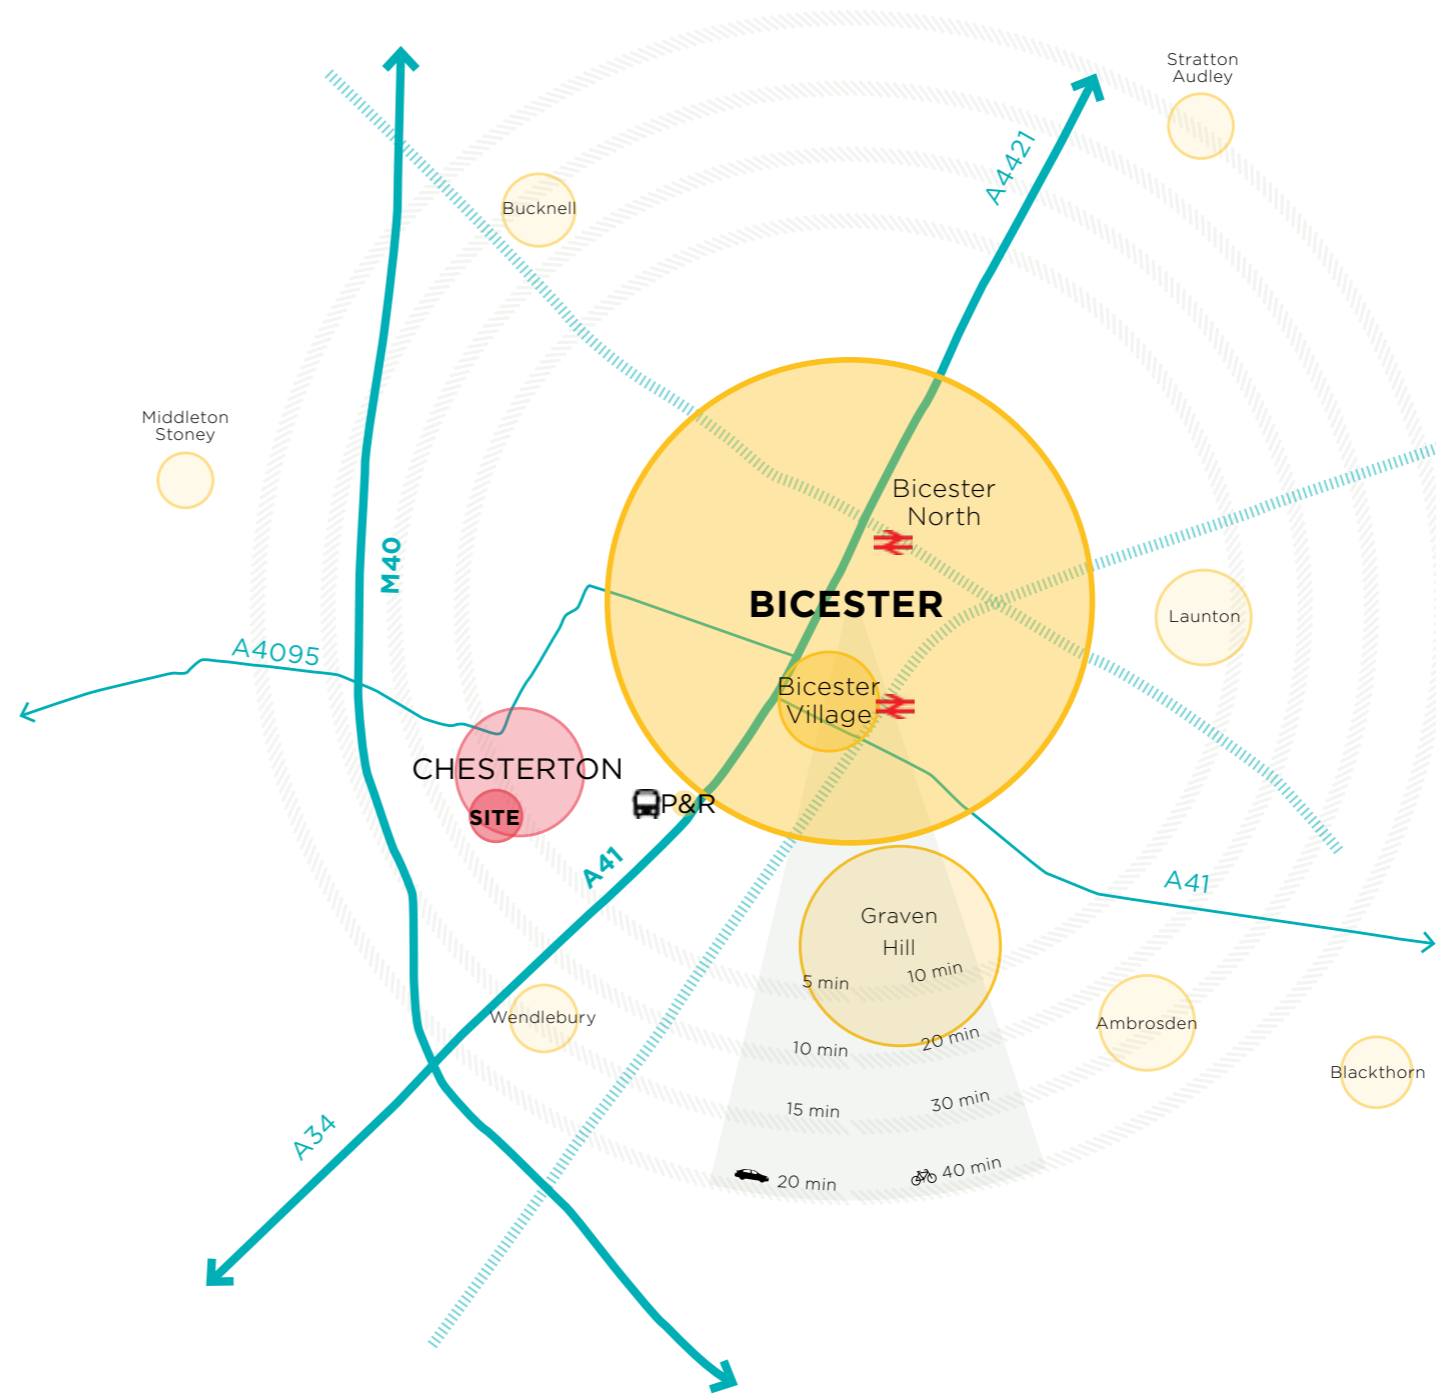 Stratton
Audley
A4421
Bucknell
Middleton
Stoney
Bicester
North
M40
BICESTER
Launton
A4095
Bicester
Village
CHESTERTON
P&R
SITE
A41
A41
Graven
Hill
5 min
10 min
Wendlebury
Ambrosden
10 min
20 min
Blackthorn
15 min
30 min
A34
20 min
40 min